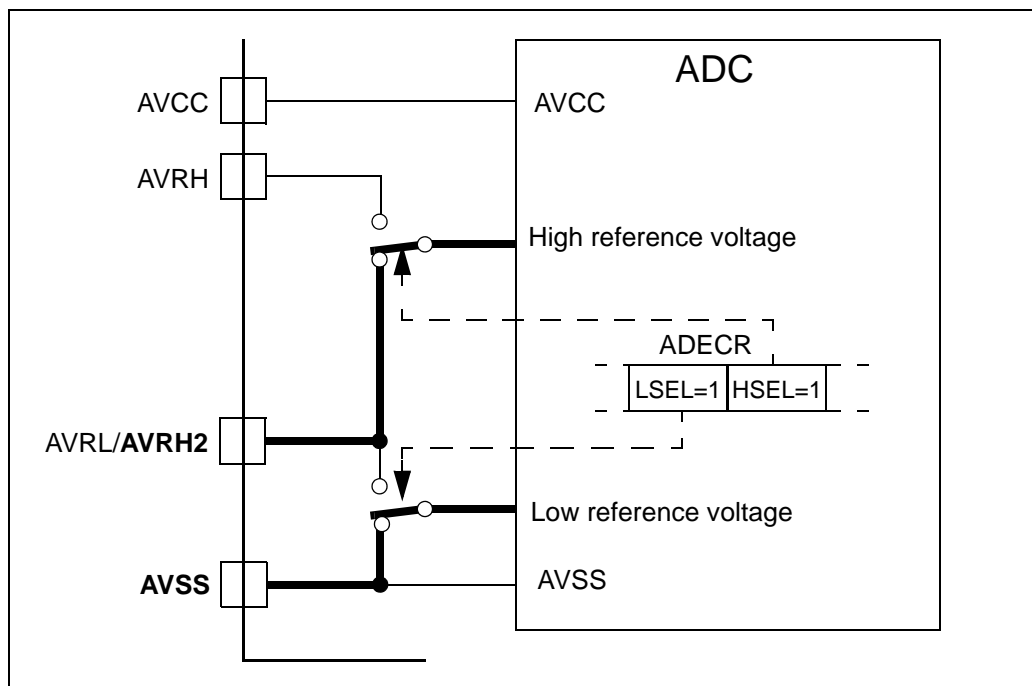 ADC
AVCC
AVCC
AVRH
High reference voltage
ADECR
LSEL=1 HSEL=1
AVRL/AVRH2
Low reference voltage
AVSS
AVSS